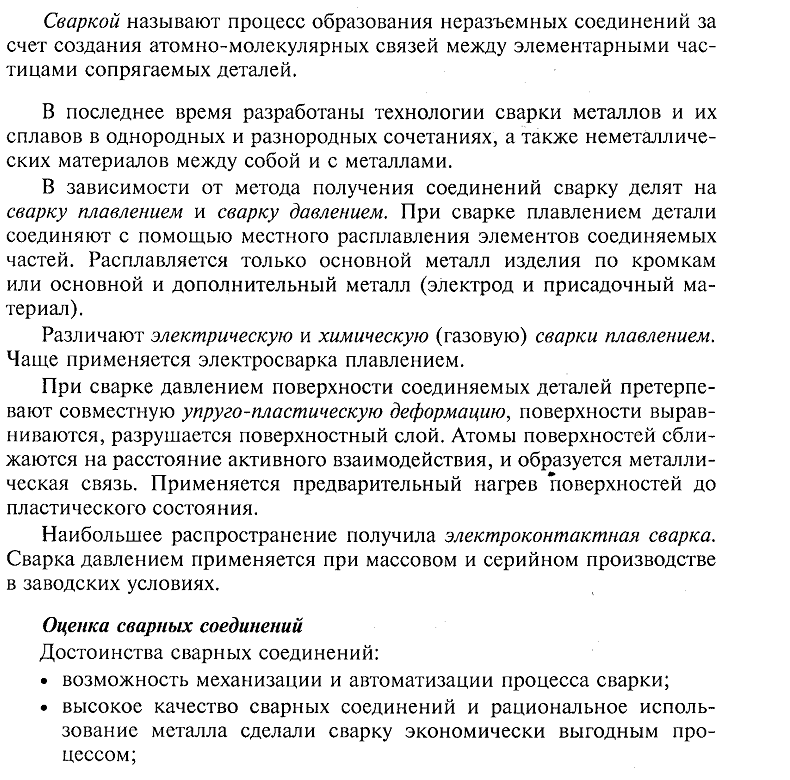 Сваркой называют процесс образования неразъемных соединений за
счет создания атомно-молекулярных связей между элементарными час-
тицами сопрягаемых деталей.
В последнее время разработаны технологии сварки металлов и их
сплавов в однородных и разнородных сочетаниях, а также неметалличе-
ских материалов между собой и с металлами.
В зависимости от метода получения соединений сварку делят на
сварку плавлением и сварку давлением. При сварке плавлением детали
соединяют с помощью местного расплавления элементов соединяемых
частей. Расплавляется только основной металл изделия по кромкам
или основной и дополнительный металл (электрод и присадочный ма-
териал).
Различают электрическую и химическую (газовую) сварки плавлением.
Чаще применяется электросварка плавлением.
При сварке давлением поверхности соединяемых деталей претерпе-
вают совместную упруго-пластическую деформацию, поверхности вырав-
ниваются, разрушается поверхностный слой. Атомы поверхностей сбли-
жаются на расстояние активного взаимодействия, и образуется металли-
ческая связь. Применяется предварительный нагрев поверхностей до
пластического состояния.
Наибольшее распространение получила электроконтактная сварка.
Сварка давлением применяется при массовом и серийном производстве
в заводских условиях.
Оценка сварных соединений
Достоинства сварных соединений:
• возможность механизации и автоматизации процесса сварки;
• высокое качество сварных соединений и рациональное исполь-
зование металла сделали сварку экономически выгодным про-
цессом;